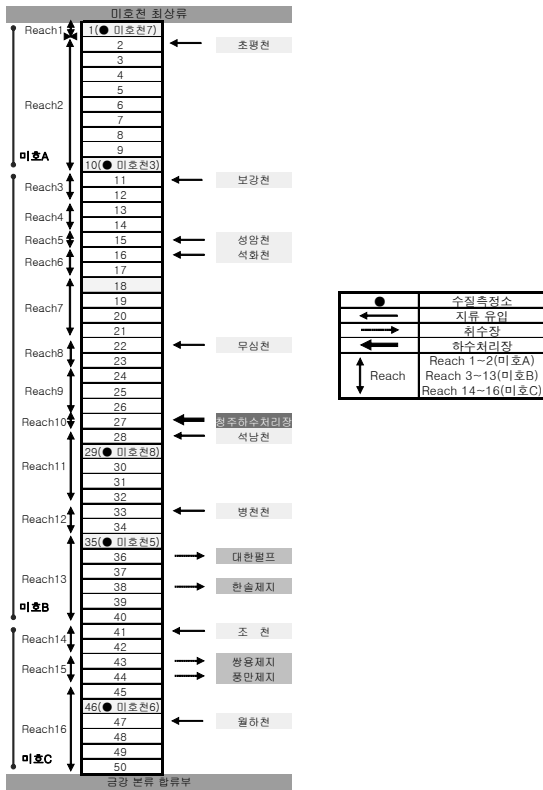 미호천 최상류
Reach1
1(● 미호천7)
2
초평천
3
4
5
Reach2
6
7
8
9
미호A
10(● 미호천3)
11
보강천
Reach3
12
13
Reach4
14
Reach5
15
성암천
16
석화천
Reach6
17
18
19
Reach7
20
21
22
무심천
Reach8
23
24
Reach9
25
26
Reach10
27
청주하수처리장
28
석남천
29(● 미호천8)
Reach11
30
31
32
33
병천천
Reach12
34
35(● 미호천5)
36
대한펄프
37
Reach13
38
한솔제지
39
미호B
40
41
조 천
Reach14
42
43
쌍용제지
Reach15
44
풍만제지
45
46(● 미호천6)
47
월하천
Reach16
48
49
미호C
50
금강 본류 합류부
● 수질측정소
지류 유입
취수장
하수처리장
Reach
Reach 1~2(미호A)
Reach 3~13(미호B)
Reach 14~16(미호C)